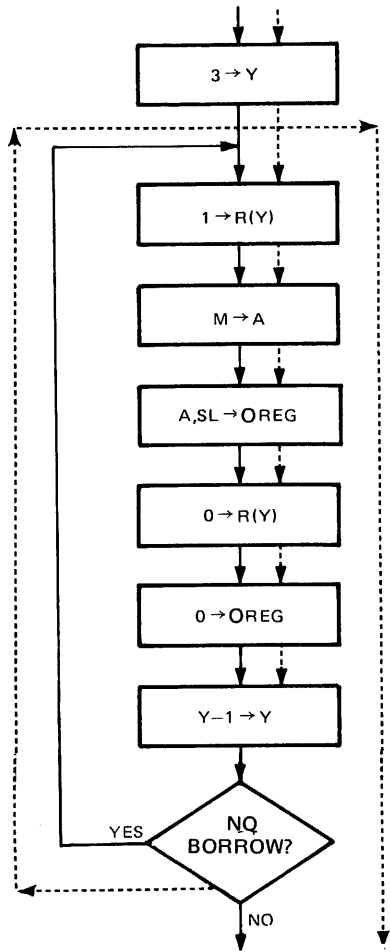 3→Y
1→R(Y)
M→A
A,SL→OREG
0→R(Y)
0→OREG
Y−1→Y
NO
BORROW?
YES
NO